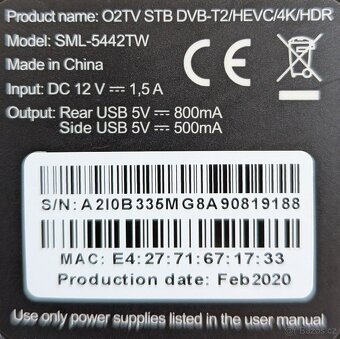 Product name: O2TV STB DVB-T2/HEVC/4K/HDR
Model: SML-5442TW
Made in China
Input: DC 12 V ⎓ 1,5 A
Output: Rear USB 5V ⎓ 800mA
Side USB 5V ⎓ 500mA
CE
S/N: A2I0B335MG8A90819188
MAC: E4:27:71:67:17:33
Production date: Feb2020
Use only power supplies listed in the user manual
Bazoš.cz